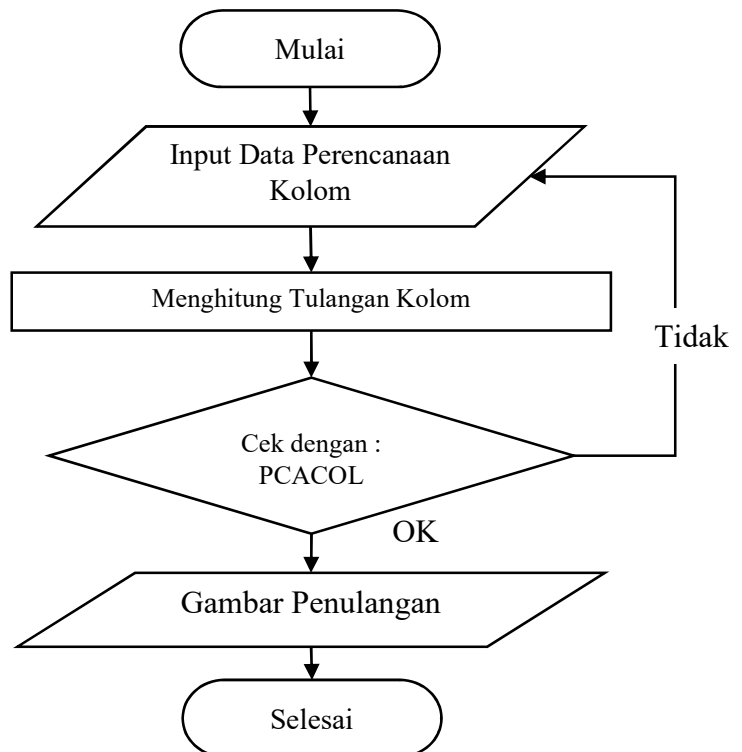 Mulai
Input Data Perencanaan
Kolom
Menghitung Tulangan Kolom
Tidak
Cek dengan :
PCACOL
OK
Gambar Penulangan
Selesai